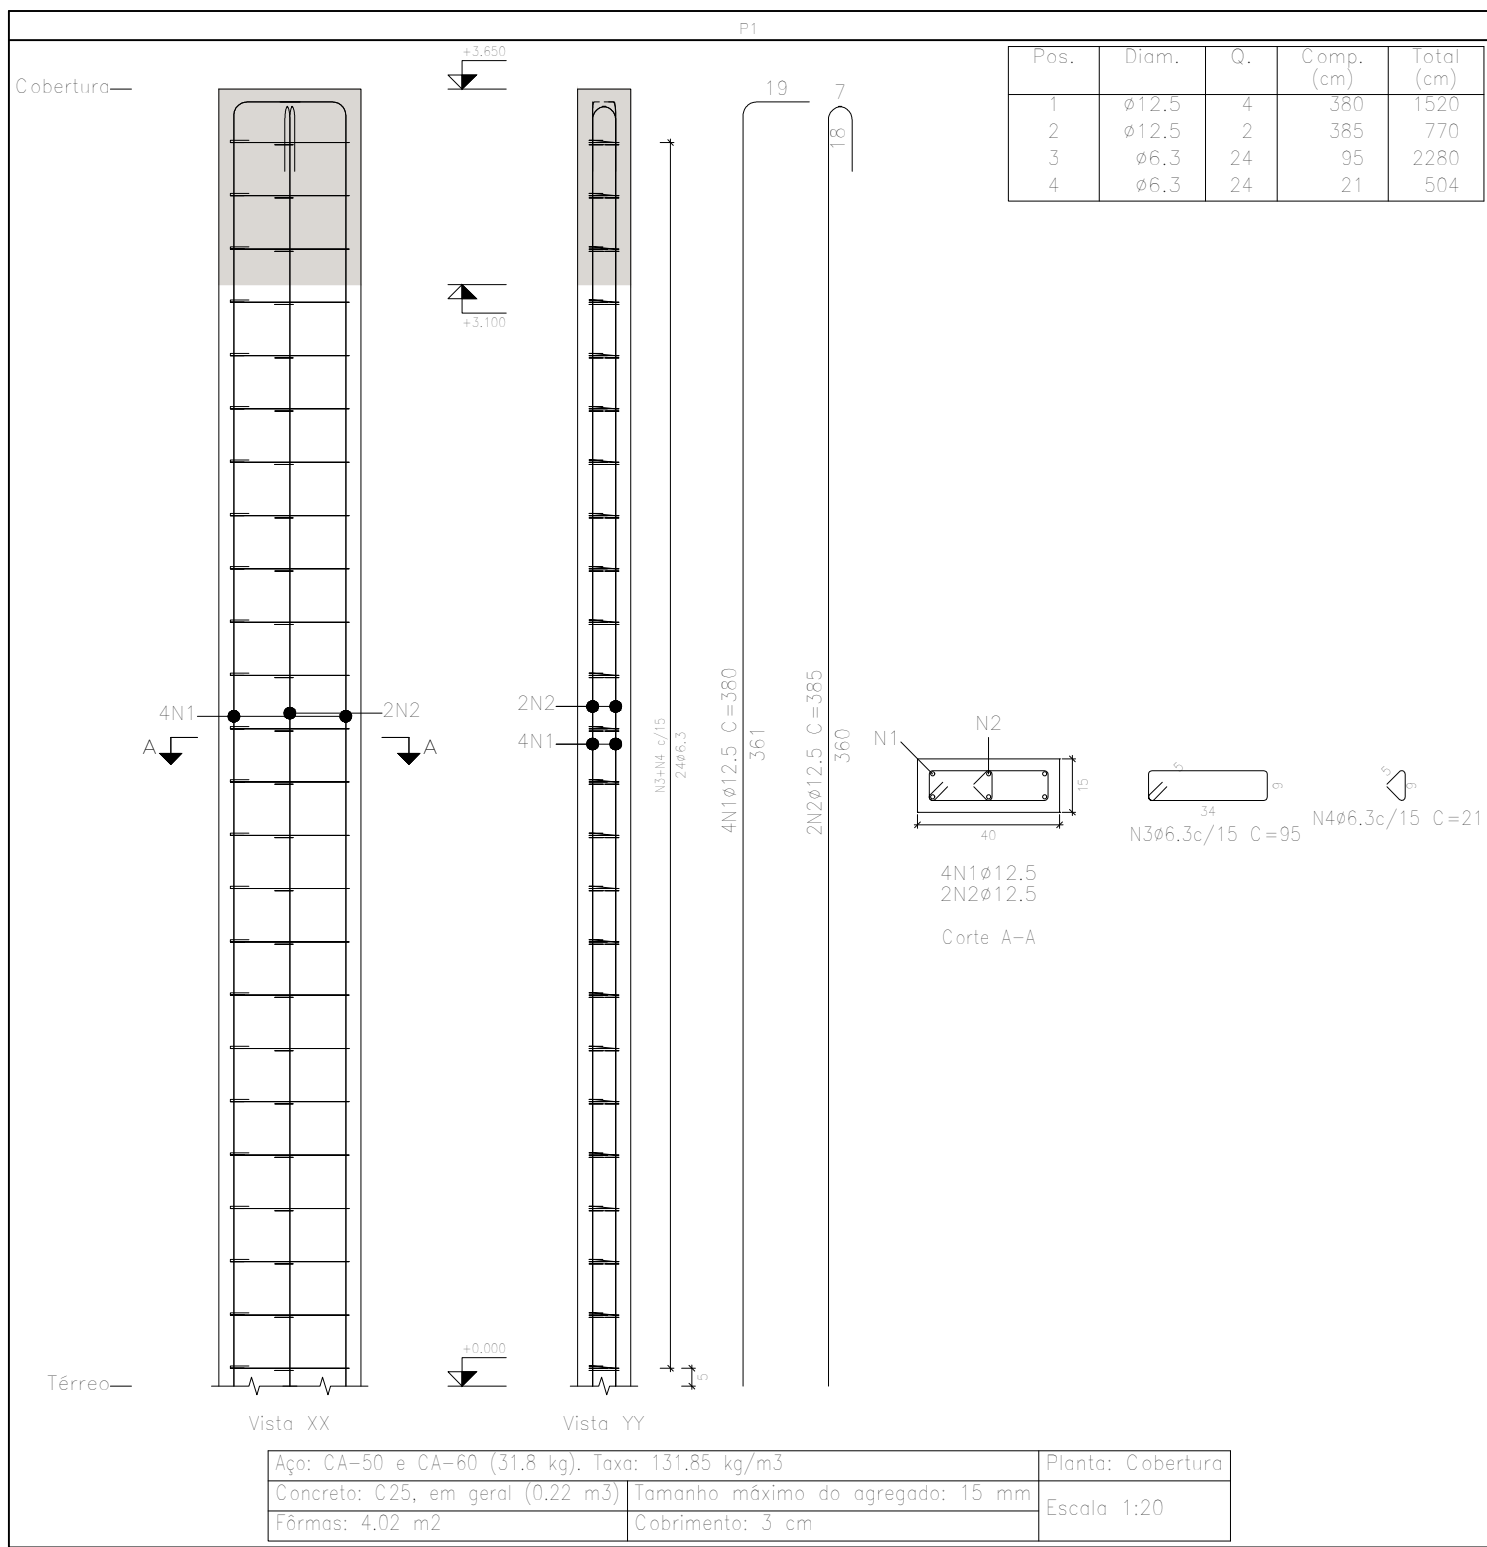 P1
Cobertura
+3.650
+3.100
19
7
18
Pos. Diam. Q. Comp. (cm) Total (cm)
1 ø12.5 4 380 1520
2 ø12.5 2 385 770
3 ø6.3 24 95 2280
4 ø6.3 24 21 504
4N1
2N2
A
A
2N2
4N1
N3+N4 c/15
24ø6.3
4N1ø12.5 C=380
361
2N2ø12.5 C=385
360
N1
N2
15
40
4N1ø12.5
2N2ø12.5
Corte A-A
5
9
34
N3ø6.3c/15 C=95
5
9
N4ø6.3c/15 C=21
+0.000
5
Térreo
Vista XX
Vista YY
Aço: CA-50 e CA-60 (31.8 kg). Taxa: 131.85 kg/m3
Planta: Cobertura
Concreto: C25, em geral (0.22 m3)
Tamanho máximo do agregado: 15 mm
Escala 1:20
Fôrmas: 4.02 m2
Cobrimento: 3 cm